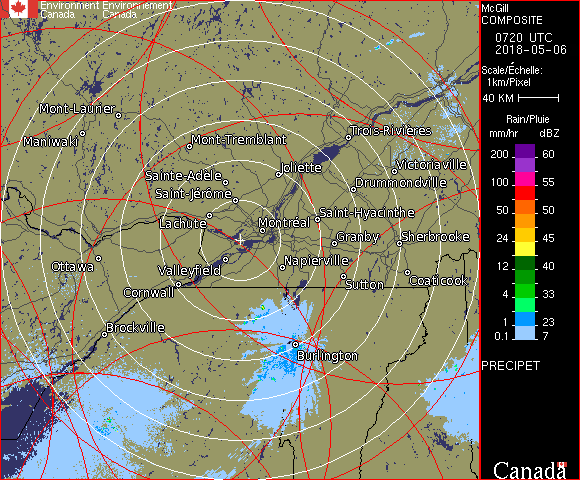 Environment Environnement
Canada Canada
McGill
COMPOSITE
0720 UTC
2018-05-06
Scale/Échelle:
1km/Pixel
40 KM
Rain/Pluie
mm/hr dBZ
200 60
150 55
100 55
50 50
24 45
12 40
4 33
1 23
0.1 7
PRECIPET
Canada
Mont-Laurier
Maniwaki
Mont-Tremblant
Trois-Rivières
Joliette
Victoriaville
Sainte-Adèle
Drummondville
Saint-Jérôme
Lachute
Montréal
Saint-Hyacinthe
Granby
Sherbrooke
Ottawa
Valleyfield
Napierville
Cornwall
Sutton
Coaticook
Brockville
Burlington